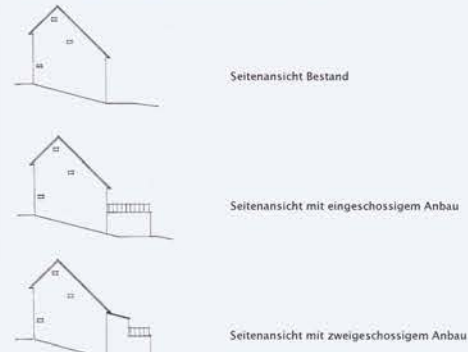 Seitenansicht Bestand
Seitenansicht mit eingeschossigem Anbau
Seitenansicht mit zweigeschossigem Anbau